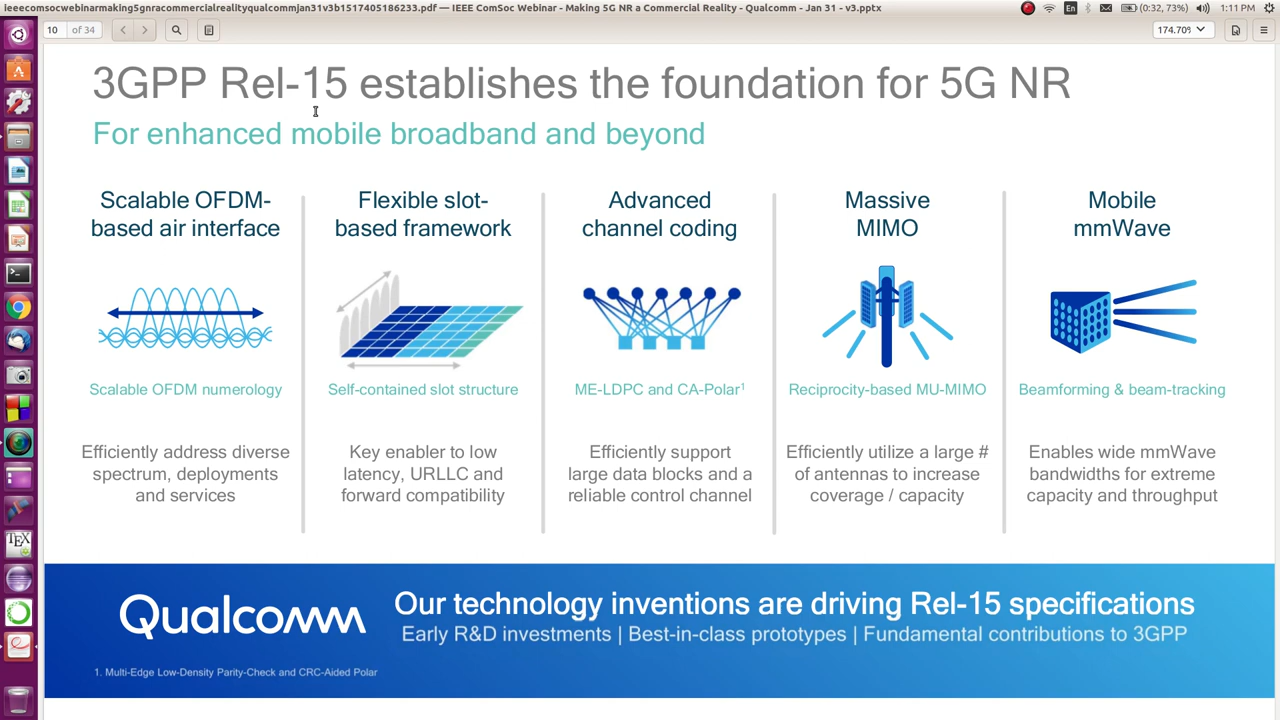 ieeecomsocwebinarmaking5gnracommercialrealityqualcommjan31v3b1517405186233.pdf — IEEE ComSoc Webinar - Making 5G NR a Commercial Reality - Qualcomm - Jan 31 - v3.pptx
En
(0:32, 73%)
1:11 PM
10 of 34
174.70%
3GPP Rel-15 establishes the foundation for 5G NR
For enhanced mobile broadband and beyond
Scalable OFDM-
based air interface
Scalable OFDM numerology
Efficiently address diverse
spectrum, deployments
and services
Flexible slot-
based framework
Self-contained slot structure
Key enabler to low
latency, URLLC and
forward compatibility
Advanced
channel coding
ME-LDPC and CA-Polar¹
Efficiently support
large data blocks and a
reliable control channel
Massive
MIMO
Reciprocity-based MU-MIMO
Efficiently utilize a large #
of antennas to increase
coverage / capacity
Mobile
mmWave
Beamforming & beam-tracking
Enables wide mmWave
bandwidths for extreme
capacity and throughput
TEX
Qualcomm
Our technology inventions are driving Rel-15 specifications
Early R&D investments | Best-in-class prototypes | Fundamental contributions to 3GPP
1. Multi-Edge Low-Density Parity-Check and CRC-Aided Polar